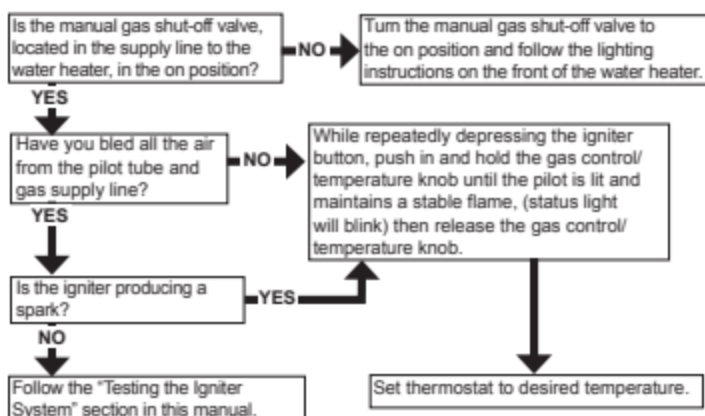 Is the manual gas shut-off valve,
located in the supply line to the
water heater, in the on position?
NO
Turn the manual gas shut-off valve to
the on position and follow the lighting
instructions on the front of the water heater.
YES
Have you bled all the air
from the pilot tube and
gas supply line?
NO
While repeatedly depressing the igniter
button, push in and hold the gas control/
temperature knob until the pilot is lit and
maintains a stable flame, (status light
will blink) then release the gas control/
temperature knob.
YES
Is the igniter producing a
spark?
YES
NO
Follow the "Testing the Igniter
System" section in this manual.
Set thermostat to desired temperature.